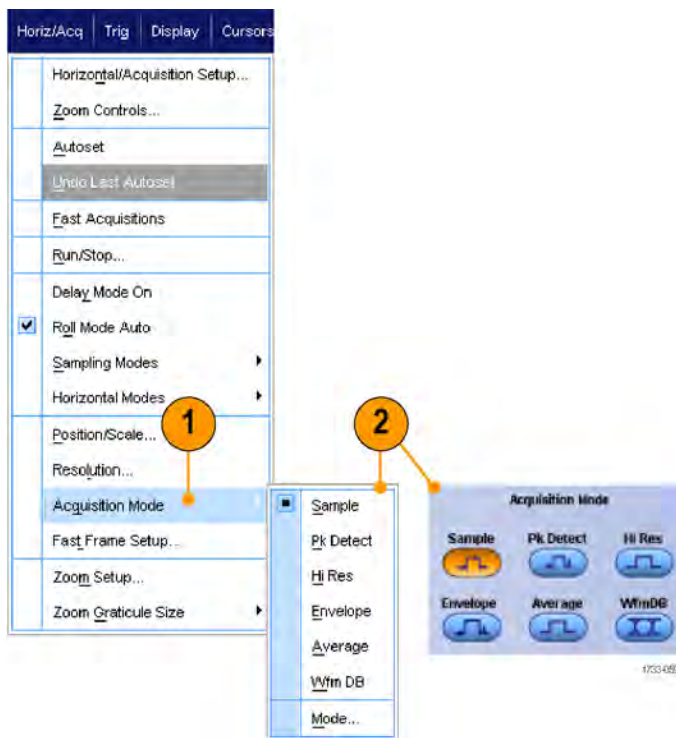 Horiz/Acq Trig Display Cursors
Horizontal/Acquisition Setup...
Zoom Controls...
Autoset
Undo Last Autoset
Fast Acquisitions
Run/Stop...
Delay Mode On
Roll Mode Auto
Sampling Modes
Horizontal Modes
1
Position/Scale...
Resolution...
Acquisition Mode
Fast Frame Setup...
Zoom Setup...
Zoom Graticule Size
2
Sample
Pk Detect
Hi Res
Envelope
Average
Wfm DB
Mode...
Acquisition Mode
Sample Pk Detect Hi Res
Envelope Average WfmDB